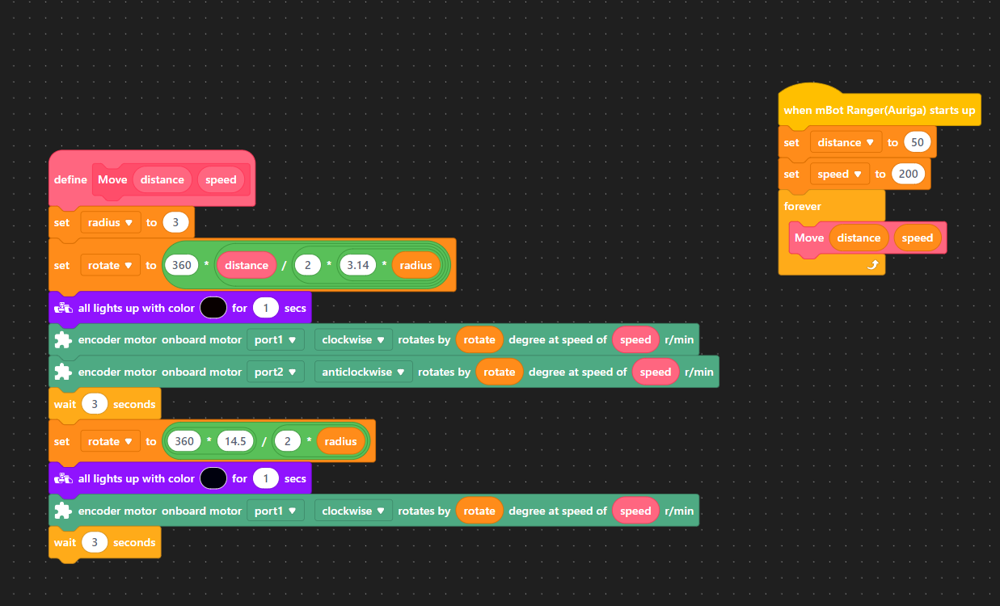 define Move distance speed
set radius to 3
set rotate to 360 * distance / 2 * 3.14 * radius
all lights up with color for 1 secs
encoder motor onboard motor port1 clockwise rotates by rotate degree at speed of speed r/min
encoder motor onboard motor port2 anticlockwise rotates by rotate degree at speed of speed r/min
wait 3 seconds
set rotate to 360 * 14.5 / 2 * radius
all lights up with color for 1 secs
encoder motor onboard motor port1 clockwise rotates by rotate degree at speed of speed r/min
wait 3 seconds
when mBot Ranger(Auriga) starts up
set distance to 50
set speed to 200
forever
Move distance speed